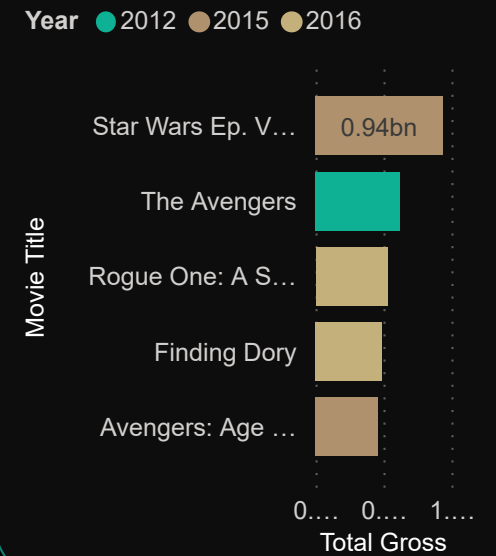 Year 2012 2015 2016
Star Wars Ep. V…
0.94bn
The Avengers
Rogue One: A S…
Finding Dory
Avengers: Age …
Movie Title
0.… 0.… 1.…
Total Gross